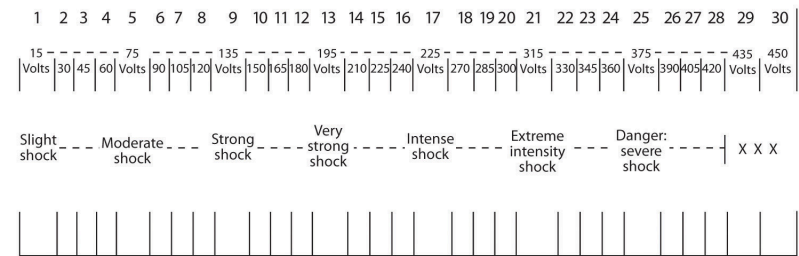 1 2 3 4 5 6 7 8 9 10 11 12 13 14 15 16 17 18 19 20 21 22 23 24 25 26 27 28 29 30
15 75 135 195 225 315 375 435 450
Volts 30 45 60 Volts 90 105 120 Volts 150 165 180 Volts 210 225 240 Volts 270 285 300 Volts 330 345 360 Volts 390 405 420 Volts Volts
Slight
shock
Moderate
shock
Strong
shock
Very
strong
shock
Intense
shock
Extreme
intensity
shock
Danger:
severe
shock
X X X